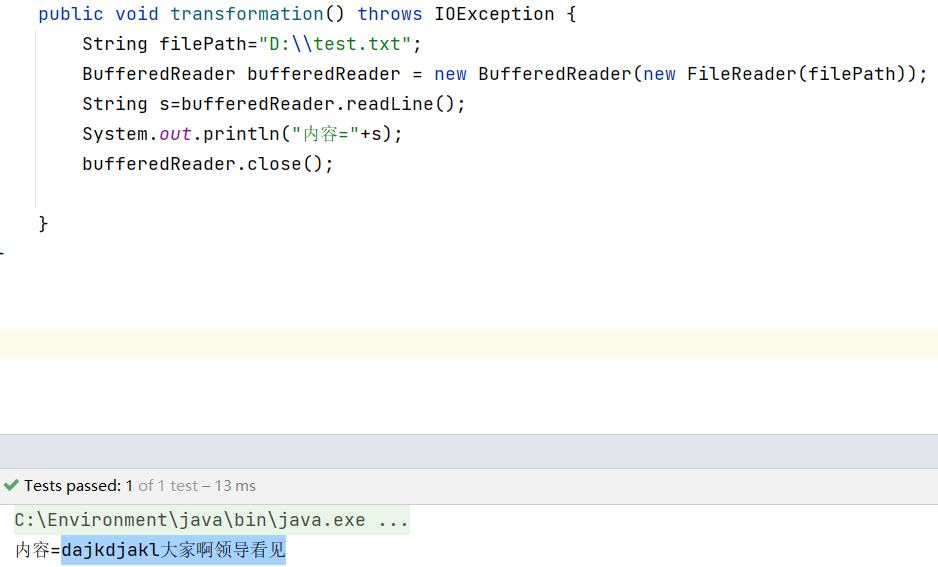 public void transformation() throws IOException {
String filePath="D:\\test.txt";
BufferedReader bufferedReader = new BufferedReader(new FileReader(filePath));
String s=bufferedReader.readLine();
System.out.println("内容="+s);
bufferedReader.close();
}
Tests passed: 1 of 1 test – 13 ms
C:\Environment\java\bin\java.exe ...
内容=dajkdjakl大家啊领导看见